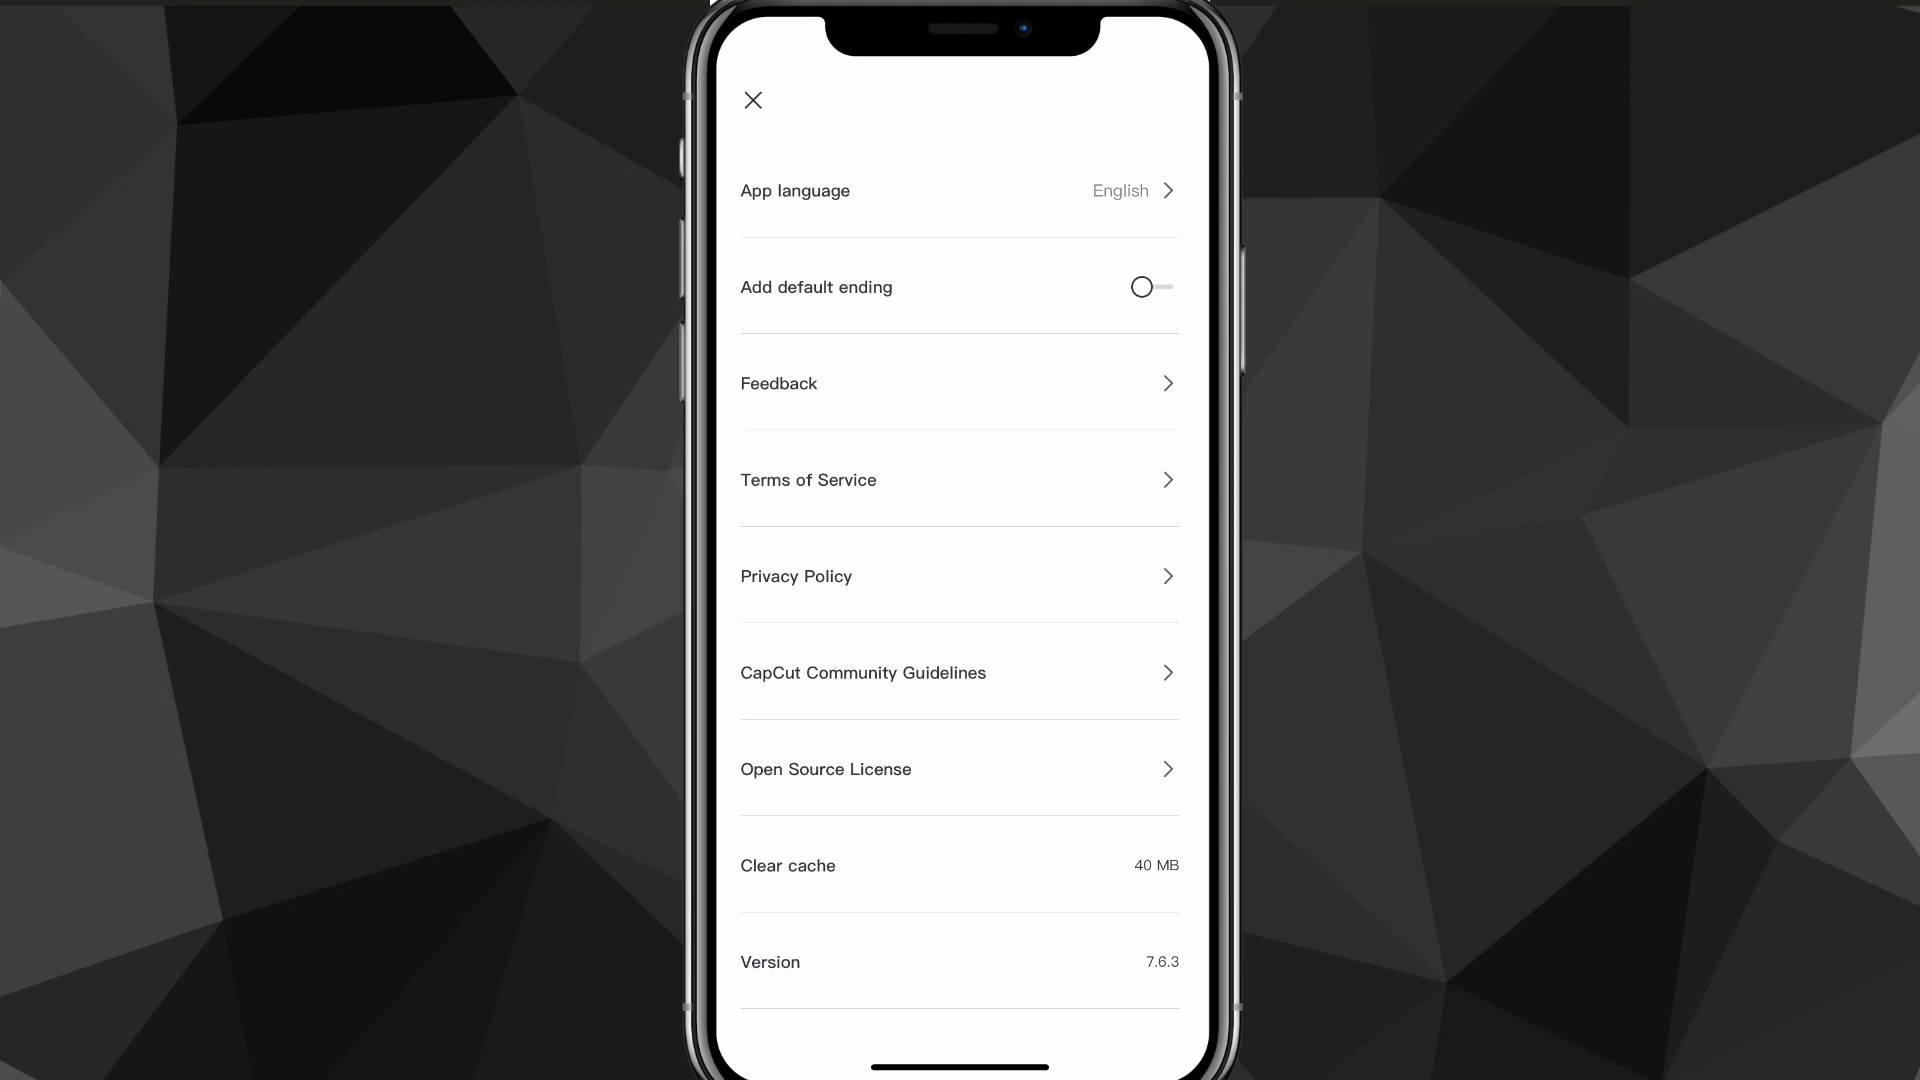 App language English
Add default ending
Feedback
Terms of Service
Privacy Policy
CapCut Community Guidelines
Open Source License
Clear cache 40 MB
Version 7.6.3